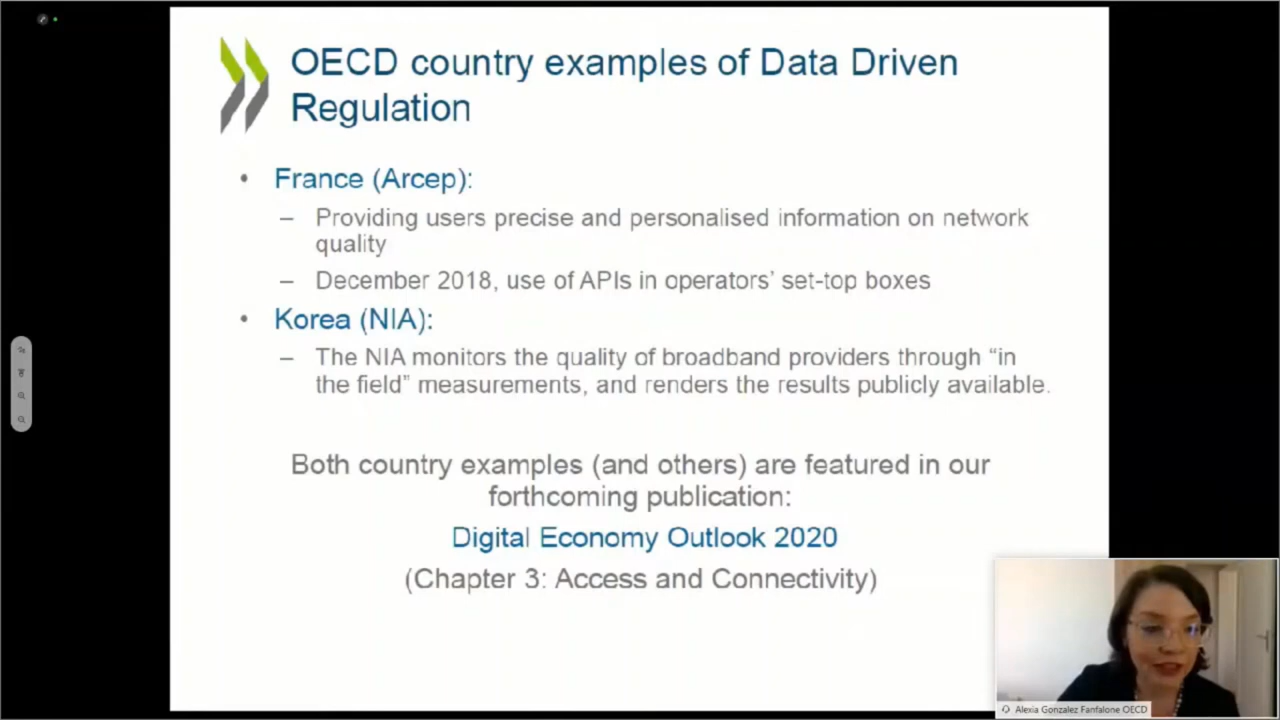 OECD country examples of Data Driven
Regulation
• France (Arcep):
– Providing users precise and personalised information on network
quality
– December 2018, use of APIs in operators’ set-top boxes
• Korea (NIA):
– The NIA monitors the quality of broadband providers through “in
the field” measurements, and renders the results publicly available.
Both country examples (and others) are featured in our
forthcoming publication:
Digital Economy Outlook 2020
(Chapter 3: Access and Connectivity)
Alexia Gonzalez Fanfalone OECD